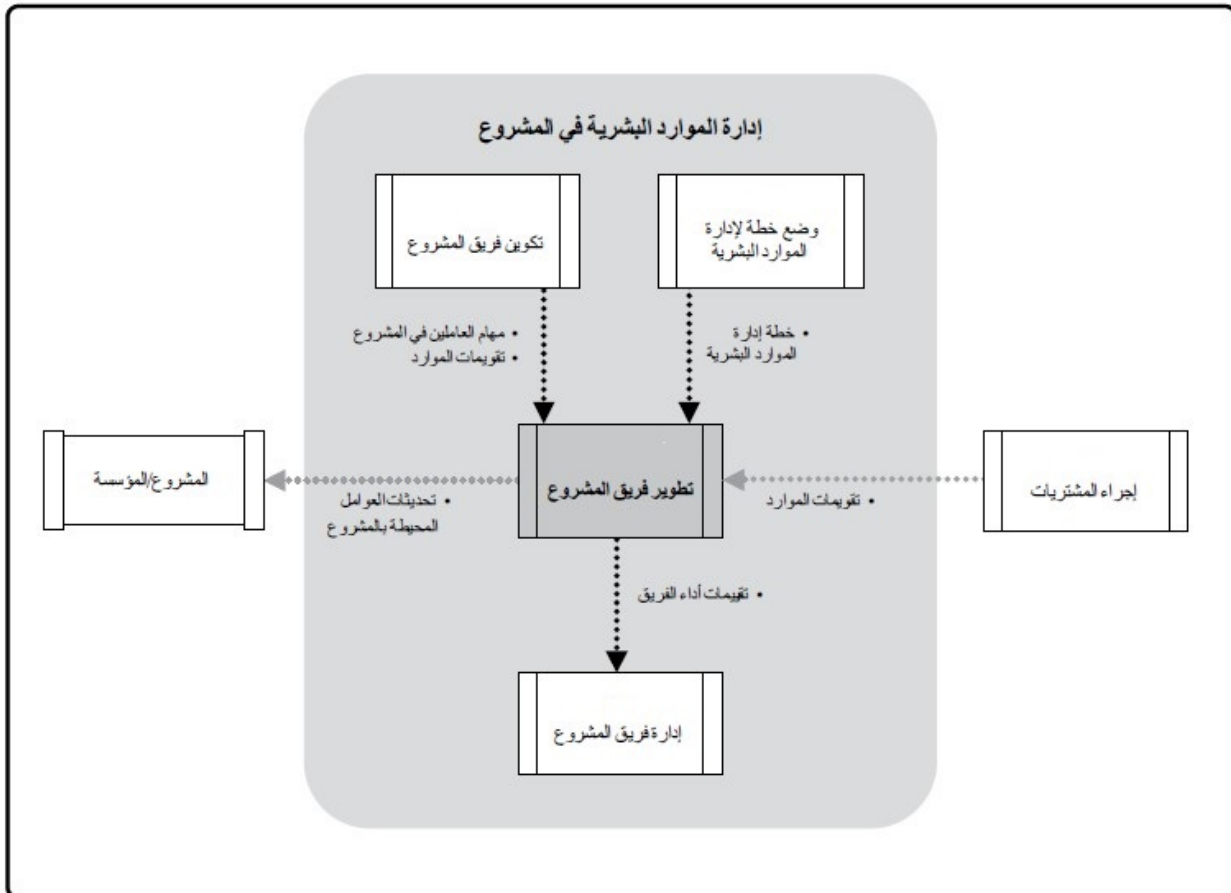 إدارة الموارد البشرية في المشروع
وضع خطة لإدارة
الموارد البشرية
تكوين فريق المشروع
• خطة إدارة
الموارد البشرية
• مهام العاملين في المشروع
• تقويمات الموارد
إجراء المشتريات
• تقويمات الموارد
تطوير فريق المشروع
• تحديثات العوامل
المحيطة بالمشروع
المشروع/المؤسسة
• تقييمات أداء الفريق
إدارة فريق المشروع